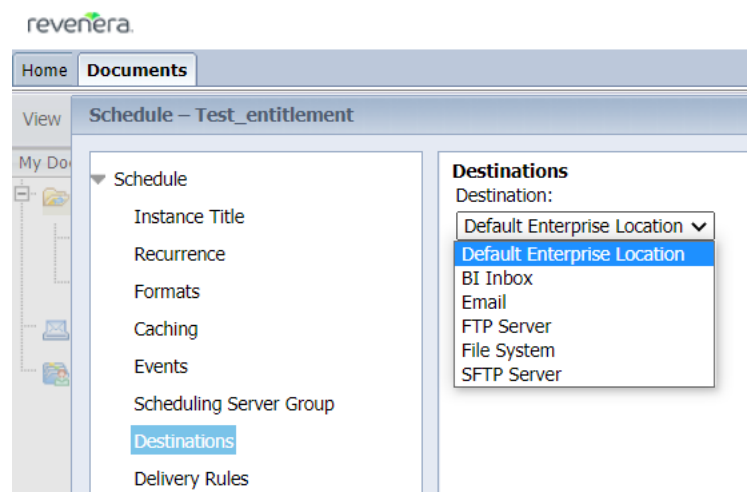 revenera.
Home Documents
View
Schedule – Test_entitlement
My Do
Schedule
Instance Title
Recurrence
Formats
Caching
Events
Scheduling Server Group
Destinations
Delivery Rules
Destinations
Destination:
Default Enterprise Location
Default Enterprise Location
BI Inbox
Email
FTP Server
File System
SFTP Server